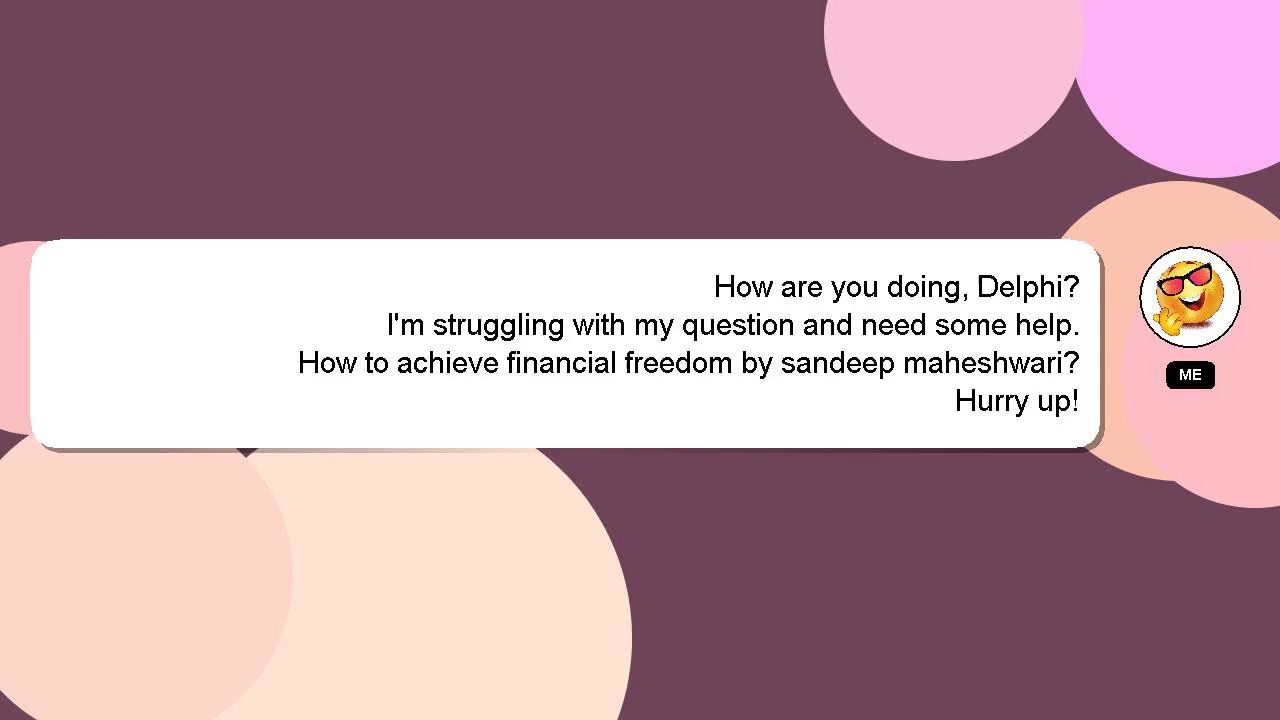 How are you doing, Delphi?
I'm struggling with my question and need some help.
How to achieve financial freedom by sandeep maheshwari?
Hurry up!
ME